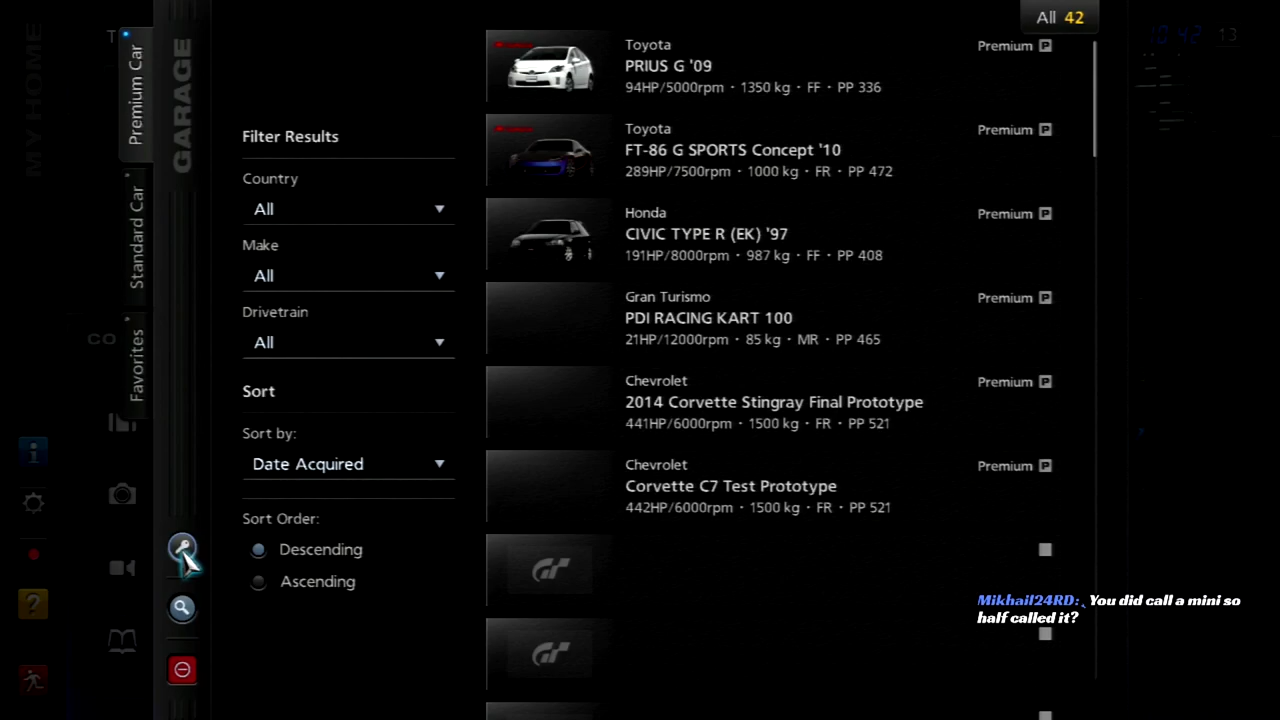 MY HOME
Premium Car
Standard Car
Favorites
GARAGE
Filter Results
Country
All
Make
All
Drivetrain
All
Sort
Sort by:
Date Acquired
Sort Order:
Descending
Ascending
All 42
Toyota
PRIUS G '09
94HP/5000rpm · 1350 kg · FF · PP 336
Premium P
Toyota
FT-86 G SPORTS Concept '10
289HP/7500rpm · 1000 kg · FR · PP 472
Premium P
Honda
CIVIC TYPE R (EK) '97
191HP/8000rpm · 987 kg · FF · PP 408
Premium P
Gran Turismo
PDI RACING KART 100
21HP/12000rpm · 85 kg · MR · PP 465
Premium P
Chevrolet
2014 Corvette Stingray Final Prototype
441HP/6000rpm · 1500 kg · FR · PP 521
Premium P
Chevrolet
Corvette C7 Test Prototype
442HP/6000rpm · 1500 kg · FR · PP 521
Premium P
Mikhail24RD: You did call a mini so
half called it?